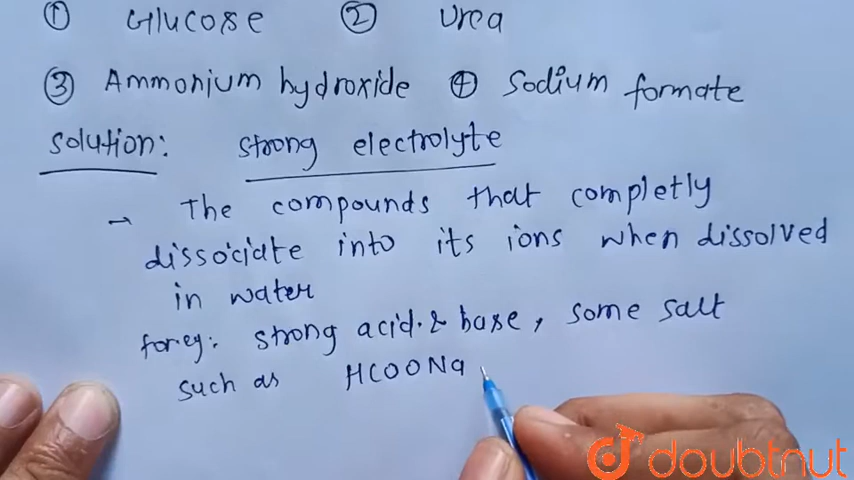 ① Glucose ② Urea
③ Ammonium hydroxide ④ Sodium formate
Solution: Strong electrolyte
→ The compounds that completly
dissociate into its ions when dissolved
in water
for eg: strong acid & base, some salt
such as HCOONa
doubtnut